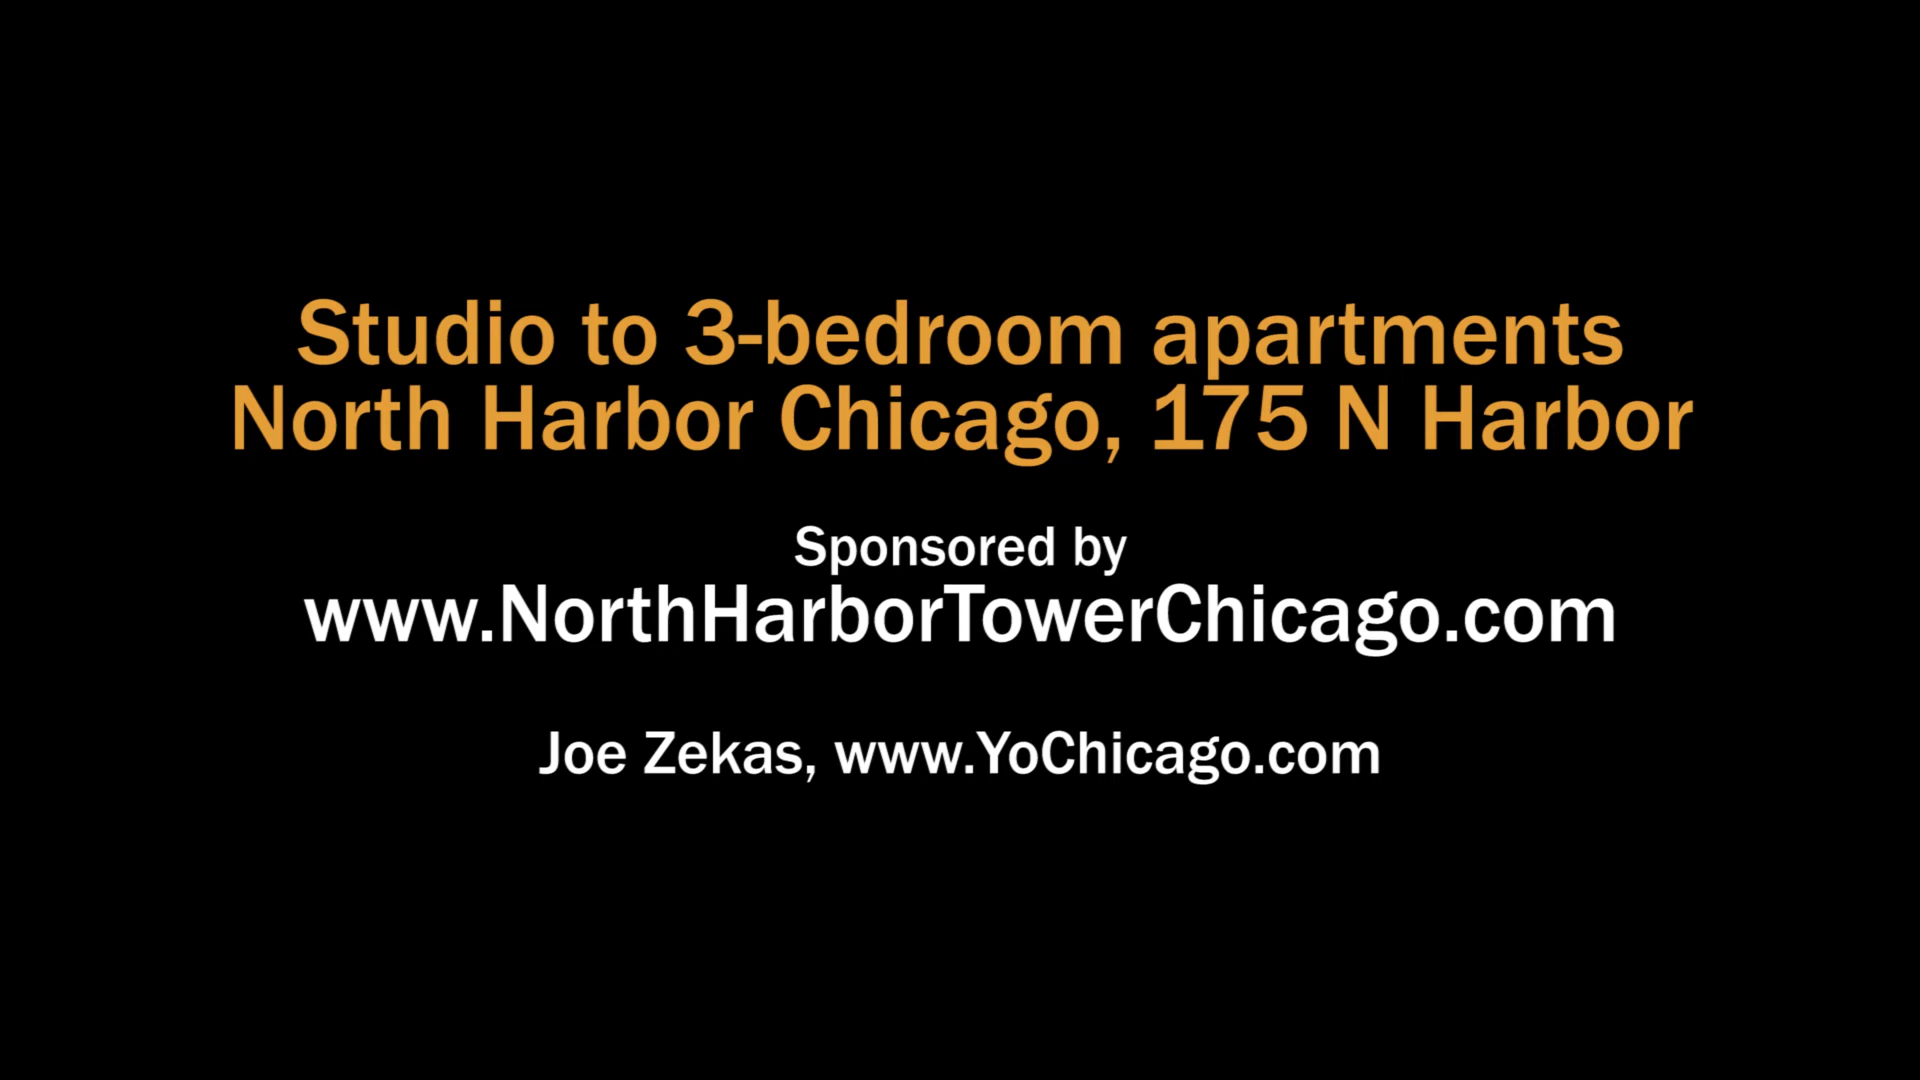 Studio to 3-bedroom apartments
North Harbor Chicago, 175 N Harbor
Sponsored by
www.NorthHarborTowerChicago.com
Joe Zekas, www.YoChicago.com